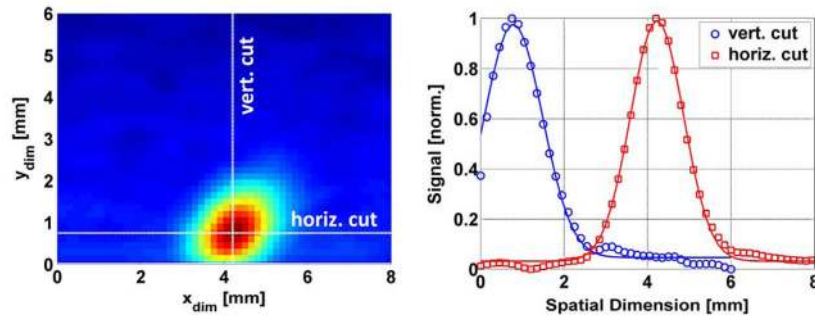 6
5
4
3
2
1
0
0 2 4 6 8
y_dim [mm]
x_dim [mm]
vert. cut
horiz. cut
1
0.8
0.6
0.4
0.2
0
0 2 4 6 8
Signal [norm.]
Spatial Dimension [mm]
vert. cut
horiz. cut